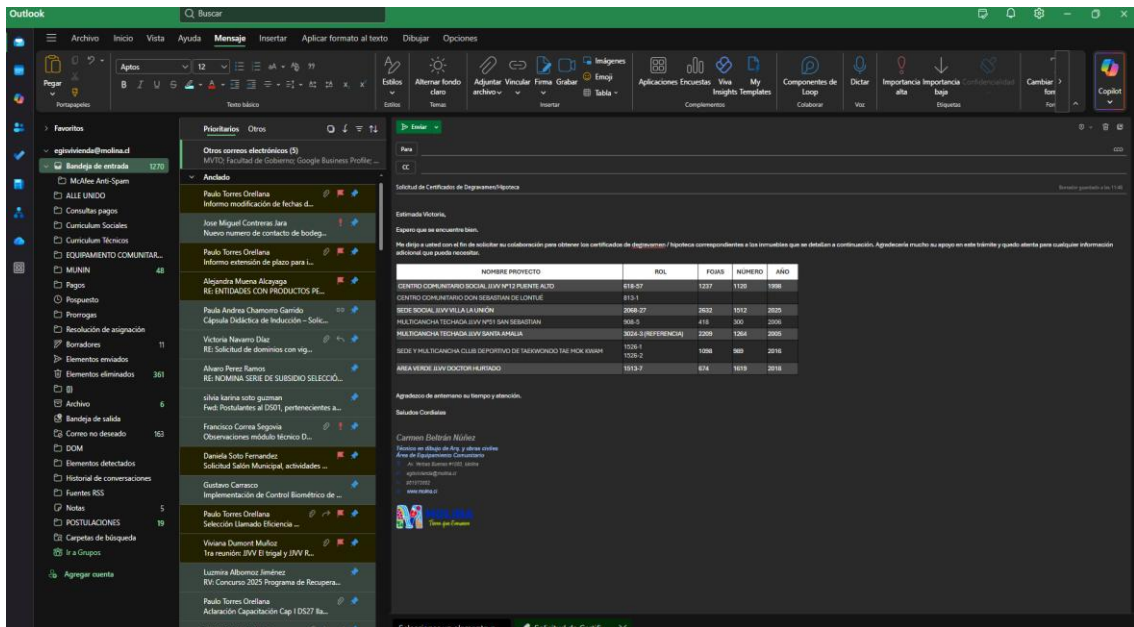 Outlook
Buscar
Archivo Inicio Vista Ayuda Mensaje Insertar Aplicar formato al texto Dibujar Opciones
Pegar
Aptos 12
Portapapeles
Texto básico
Estilos
Estilos
Alternar fondo claro
Temas
Adjuntar archivo Vincular Firma Grabar
Imágenes
Emoji
Tabla
Insertar
Aplicaciones Encuestas Viva Insights My Templates
Complementos
Componentes de Loop
Colaborar
Dictar
Voz
Importancia alta Importancia baja Confidencialidad
Etiquetas
Cambiar
Copilot
Favoritos
egisvivienda@molina.cl
Bandeja de entrada 1270
McAfee Anti-Spam
ALLE UNIDO
Consultas pagos
Curriculum Sociales
Curriculum Técnicos
EQUIPAMIENTO COMUNITAR...
MUNIN 48
Pagos
Pospuesto
Prorrogas
Resolución de asignación
Borradores 11
Elementos enviados
Elementos eliminados 361
Archivo 6
Bandeja de salida
Correo no deseado 163
DOM
Elementos detectados
Historial de conversaciones
Fuentes RSS
Notas 5
POSTULACIONES 19
Carpetas de búsqueda
Ir a Grupos
Agregar cuenta
Prioritarios Otros
Otros correos electrónicos (5)
MVTO; Facultad de Gobierno; Google Business Profile; ...
Anclado
Paulo Torres Orellana
Informo modificación de fechas d...
Jose Miguel Contreras Jara
Nuevo numero de contacto de bodeg...
Paulo Torres Orellana
Informo extensión de plazo para i...
Alejandra Muena Alcayaga
RE: ENTIDADES CON PRODUCTOS PE...
Paula Andrea Chamorro Garrido
Cápsula Didáctica de Inducción – Solic...
Victoria Navarro Díaz
RE: Solicitud de dominios con vig...
Alvaro Perez Ramos
RE: NOMINA SERIE DE SUBSIDIO SELECCIÓ...
silvia karina soto guzman
Fwd: Postulantes al DS01, pertenecientes a...
Francisco Correa Segovia
Observaciones módulo técnico D...
Daniela Soto Fernandez
Solicitud Salón Municipal, actividades ...
Gustavo Carrasco
Implementación de Control Biométrico de ...
Paulo Torres Orellana
Selección Llamado Eficiencia ...
Viviana Dumont Muñoz
1ra reunión: JJVV El trigal y JJVV R...
Luzmira Albornoz Jiménez
RV: Concurso 2025 Programa de Recupera...
Paulo Torres Orellana
Aclaración Capacitación Cap I DS27 lla...
Enviar
Para
CCO
CC
Solicitud de Certificados de Degravamen/Hipoteca
Borrador guardado a las 11:48
Estimada Victoria,
Espero que se encuentre bien.
Me dirijo a usted con el fin de solicitar su colaboración para obtener los certificados de degravamen / hipoteca correspondientes a los inmuebles que se detallan a continuación. Agradecería mucho su apoyo en este trámite y quedo atenta para cualquier información
adicional que pueda necesitar.
NOMBRE PROYECTO ROL FOJAS NÚMERO AÑO
CENTRO COMUNITARIO SOCIAL JJVV Nº12 PUENTE ALTO 618-57 1237 1120 1998
CENTRO COMUNITARIO DON SEBASTIAN DE LONTUÉ 813-1
SEDE SOCIAL JJVV VILLA LA UNIÓN 2068-27 2632 1512 2025
MULTICANCHA TECHADA JJVV Nº51 SAN SEBASTIAN 908-5 418 300 2006
MULTICANCHA TECHADA JJVV SANTA AMALIA 3024-3 (REFERENCIA) 2209 1264 2005
SEDE Y MULTICANCHA CLUB DEPORTIVO DE TAEKWONDO TAE MOK KWAM 1526-1 1526-2 1098 989 2016
AREA VERDE JJVV DOCTOR HURTADO 1513-7 674 1619 2018
Agradezco de antemano su tiempo y atención.
Saludos Cordiales
Carmen Beltrán Núñez
Técnico en dibujo de Arq. y obras civiles
Área de Equipamiento Comunitario
egisvivienda@molina.cl
www.molina.cl